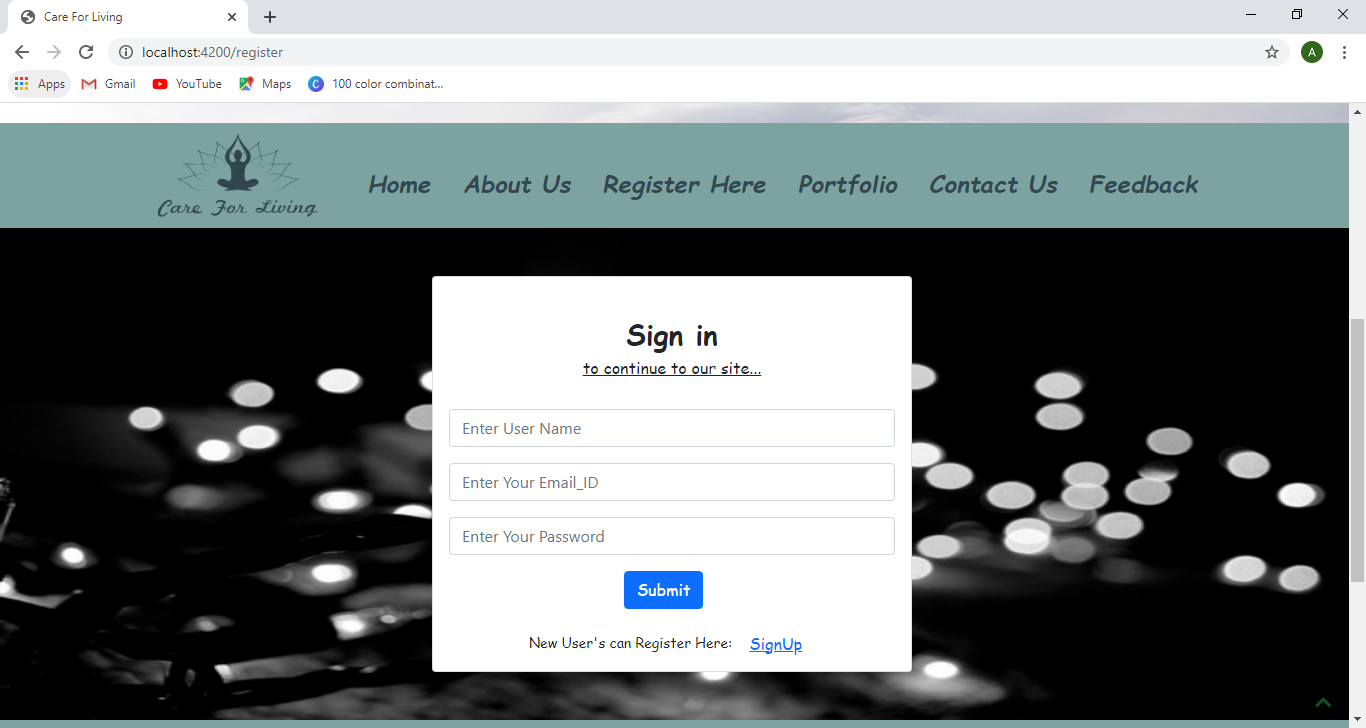 Care For Living
localhost:4200/register
A
Apps Gmail YouTube Maps 100 color combinat...
Care For Living
Home About Us Register Here Portfolio Contact Us Feedback
Sign in
to continue to our site...
Enter User Name
Enter Your Email_ID
Enter Your Password
Submit
New User's can Register Here: SignUp